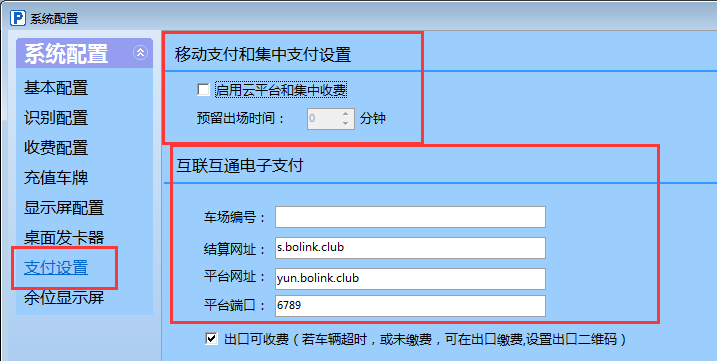 系统配置
系统配置
基本配置
识别配置
收费配置
充值车牌
显示屏配置
桌面发卡器
支付设置
余位显示屏
移动支付和集中支付设置
启用云平台和集中收费
预留出场时间： 0 分钟
互联互通电子支付
车场编号：
结算网址： s.bolink.club
平台网址： yun.bolink.club
平台端口： 6789
出口可收费（若车辆超时，或未缴费，可在出口缴费,设置出口二维码）